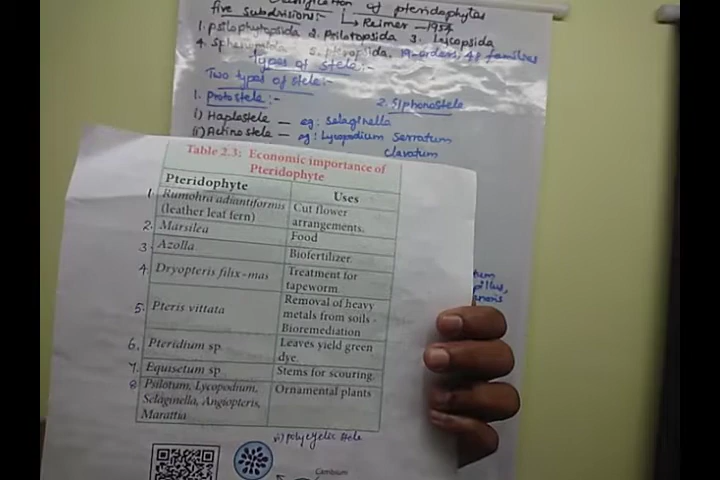 Classification of pteridophytes
five subdivisions:- Reimer - 1954
1. psilophytopsida 2. Psilotopsida 3. Lycopsida
4. Sphenopsida 5. pteropsida. 19-orders, 48 families
Types of stele:-
Two types of stele:-
1. Protostele:- 2. Siphonostele
i) Haplostele - eg: Selaginella
ii) Actinostele - eg: Lycopodium Serratum
Clavatum
Table 2.3: Economic importance of
Pteridophyte
Pteridophyte Uses
1. Rumohra adiantiformis
(leather leaf fern)
Cut flower
arrangements.
2. Marsilea Food
3. Azolla Biofertilizer.
4. Dryopteris filix-mas Treatment for
tapeworm.
5. Pteris vittata Removal of heavy
metals from soils -
Bioremediation
6. Pteridium sp. Leaves yield green
dye.
7. Equisetum sp. Stems for scouring.
8 Psilotum, Lycopodium,
Selaginella, Angiopteris,
Marattia
Ornamental plants
vi) polycyclic stele
Cambium